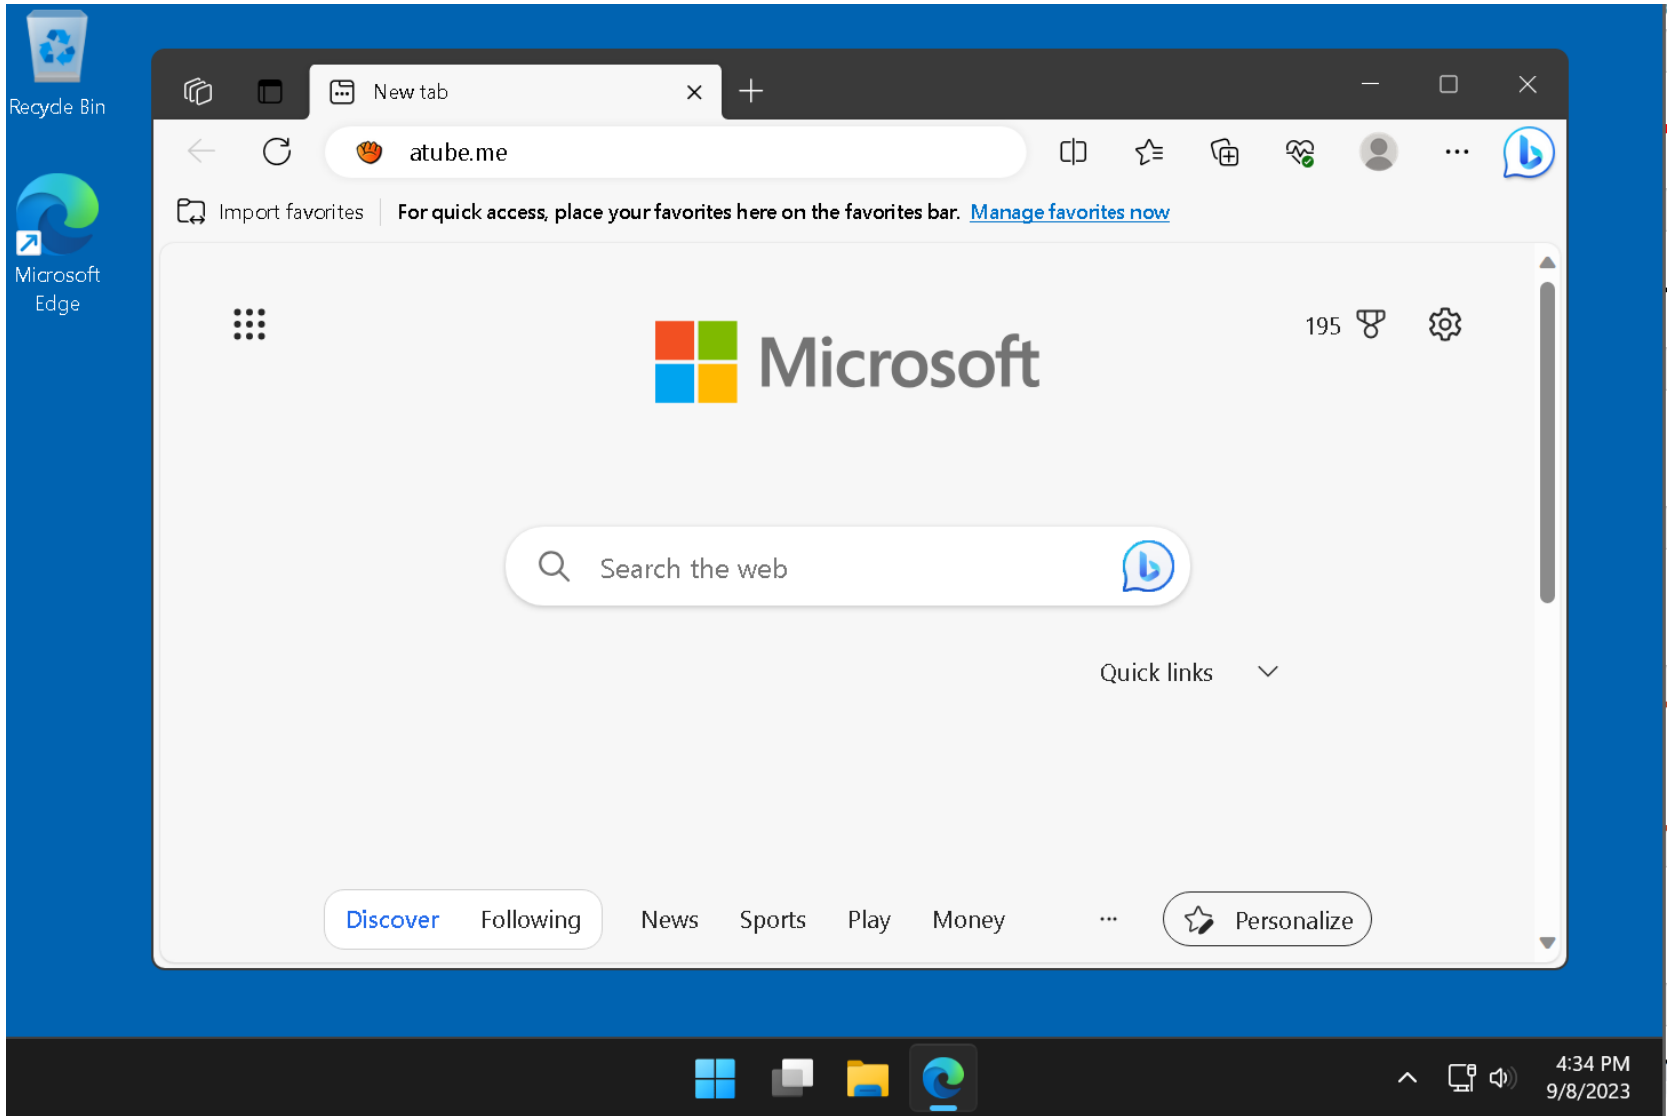 Recycle Bin
Microsoft
Edge
New tab
atube.me
Import favorites
For quick access, place your favorites here on the favorites bar. Manage favorites now
195
Microsoft
Search the web
Quick links
Discover Following News Sports Play Money ... Personalize
4:34 PM
9/8/2023